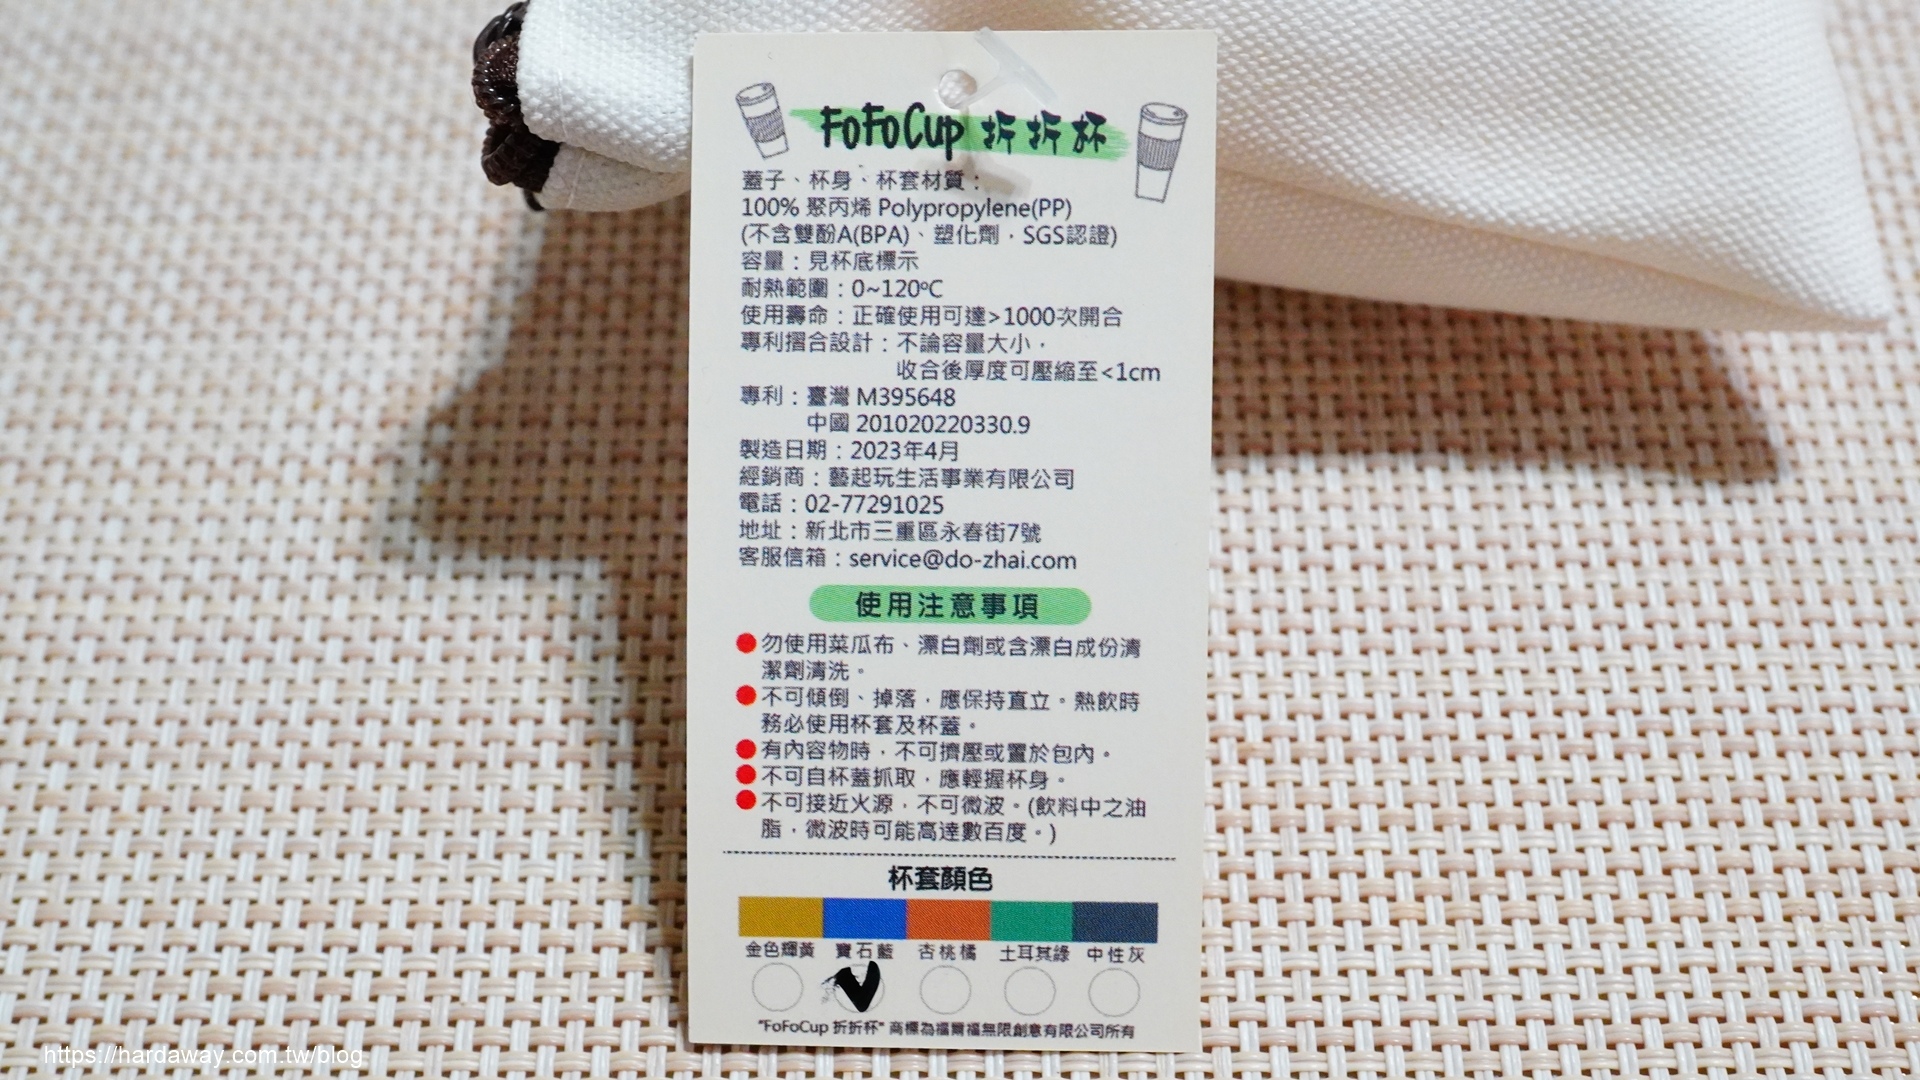 FoFoCup 折折杯
蓋子、杯身、杯套材質：
100% 聚丙烯 Polypropylene(PP)
(不含雙酚A(BPA)、塑化劑，SGS認證)
容量：見杯底標示
耐熱範圍：0~120ºC
使用壽命：正確使用可達>1000次開合
專利摺合設計：不論容量大小，
收合後厚度可壓縮至<1cm
專利：臺灣 M395648
中國 201020220330.9
製造日期：2023年4月
經銷商：藝起玩生活事業有限公司
電話：02-77291025
地址：新北市三重區永春街7號
客服信箱：service@do-zhai.com
使用注意事項
勿使用菜瓜布、漂白劑或含漂白成份清
潔劑清洗。
不可傾倒、掉落，應保持直立。熱飲時
務必使用杯套及杯蓋。
有內容物時，不可擠壓或置於包內。
不可自杯蓋抓取，應輕握杯身。
不可接近火源，不可微波。(飲料中之油
脂，微波時可能高達數百度。)
杯套顏色
金色輝黃 寶石藍 杏桃橘 土耳其綠 中性灰
"FoFoCup 折折杯" 商標為福爾福無限創意有限公司所有
https://hardaway.com.tw/blog